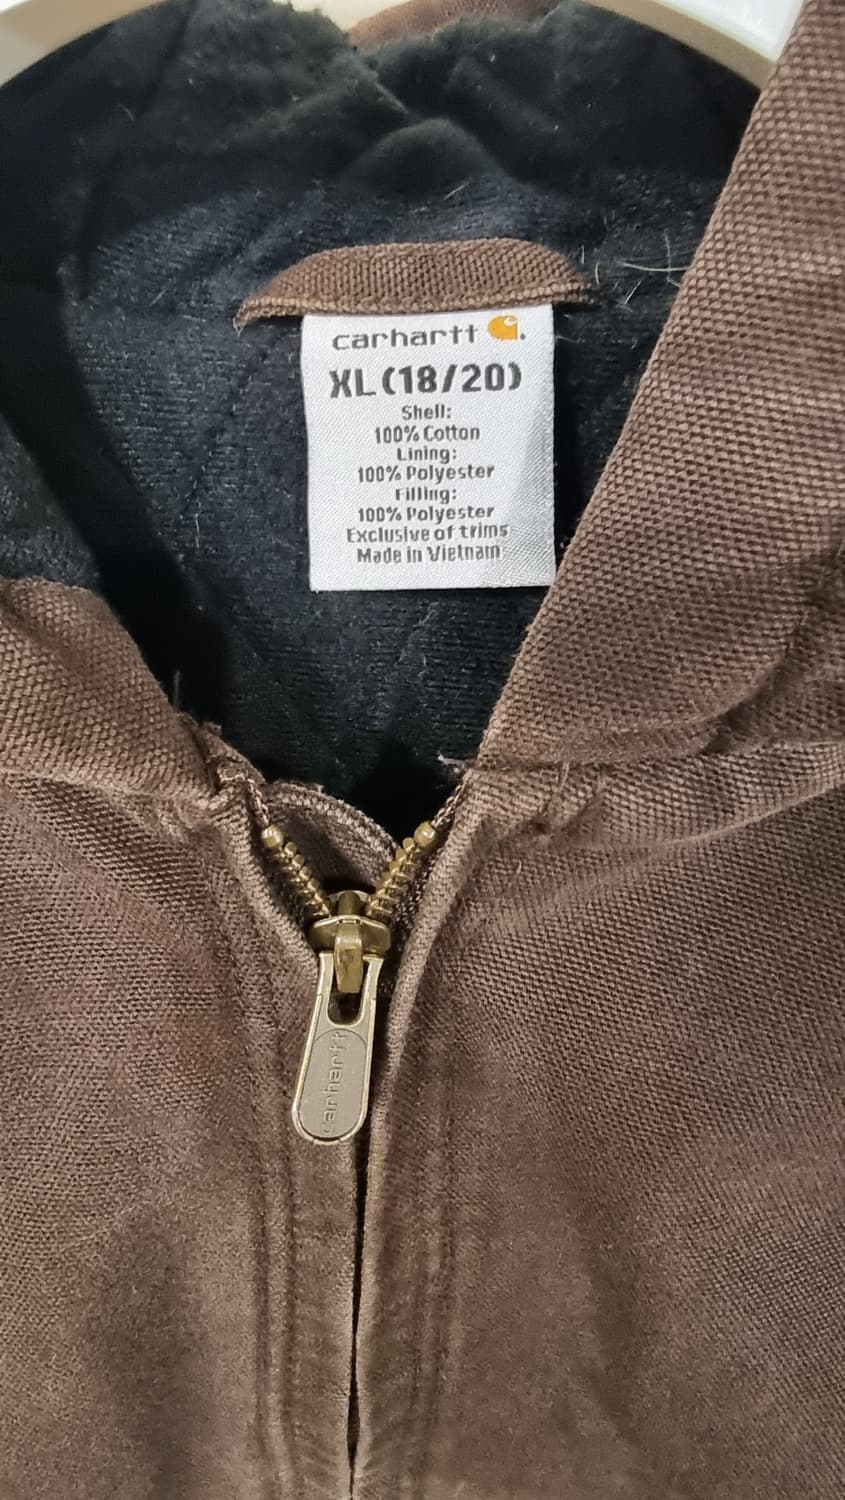 carhartt
XL(18/20)
Shell:
100% Cotton
Lining:
100% Polyester
Filling:
100% Polyester
Exclusive of trims
Made in Vietnam
carhartt